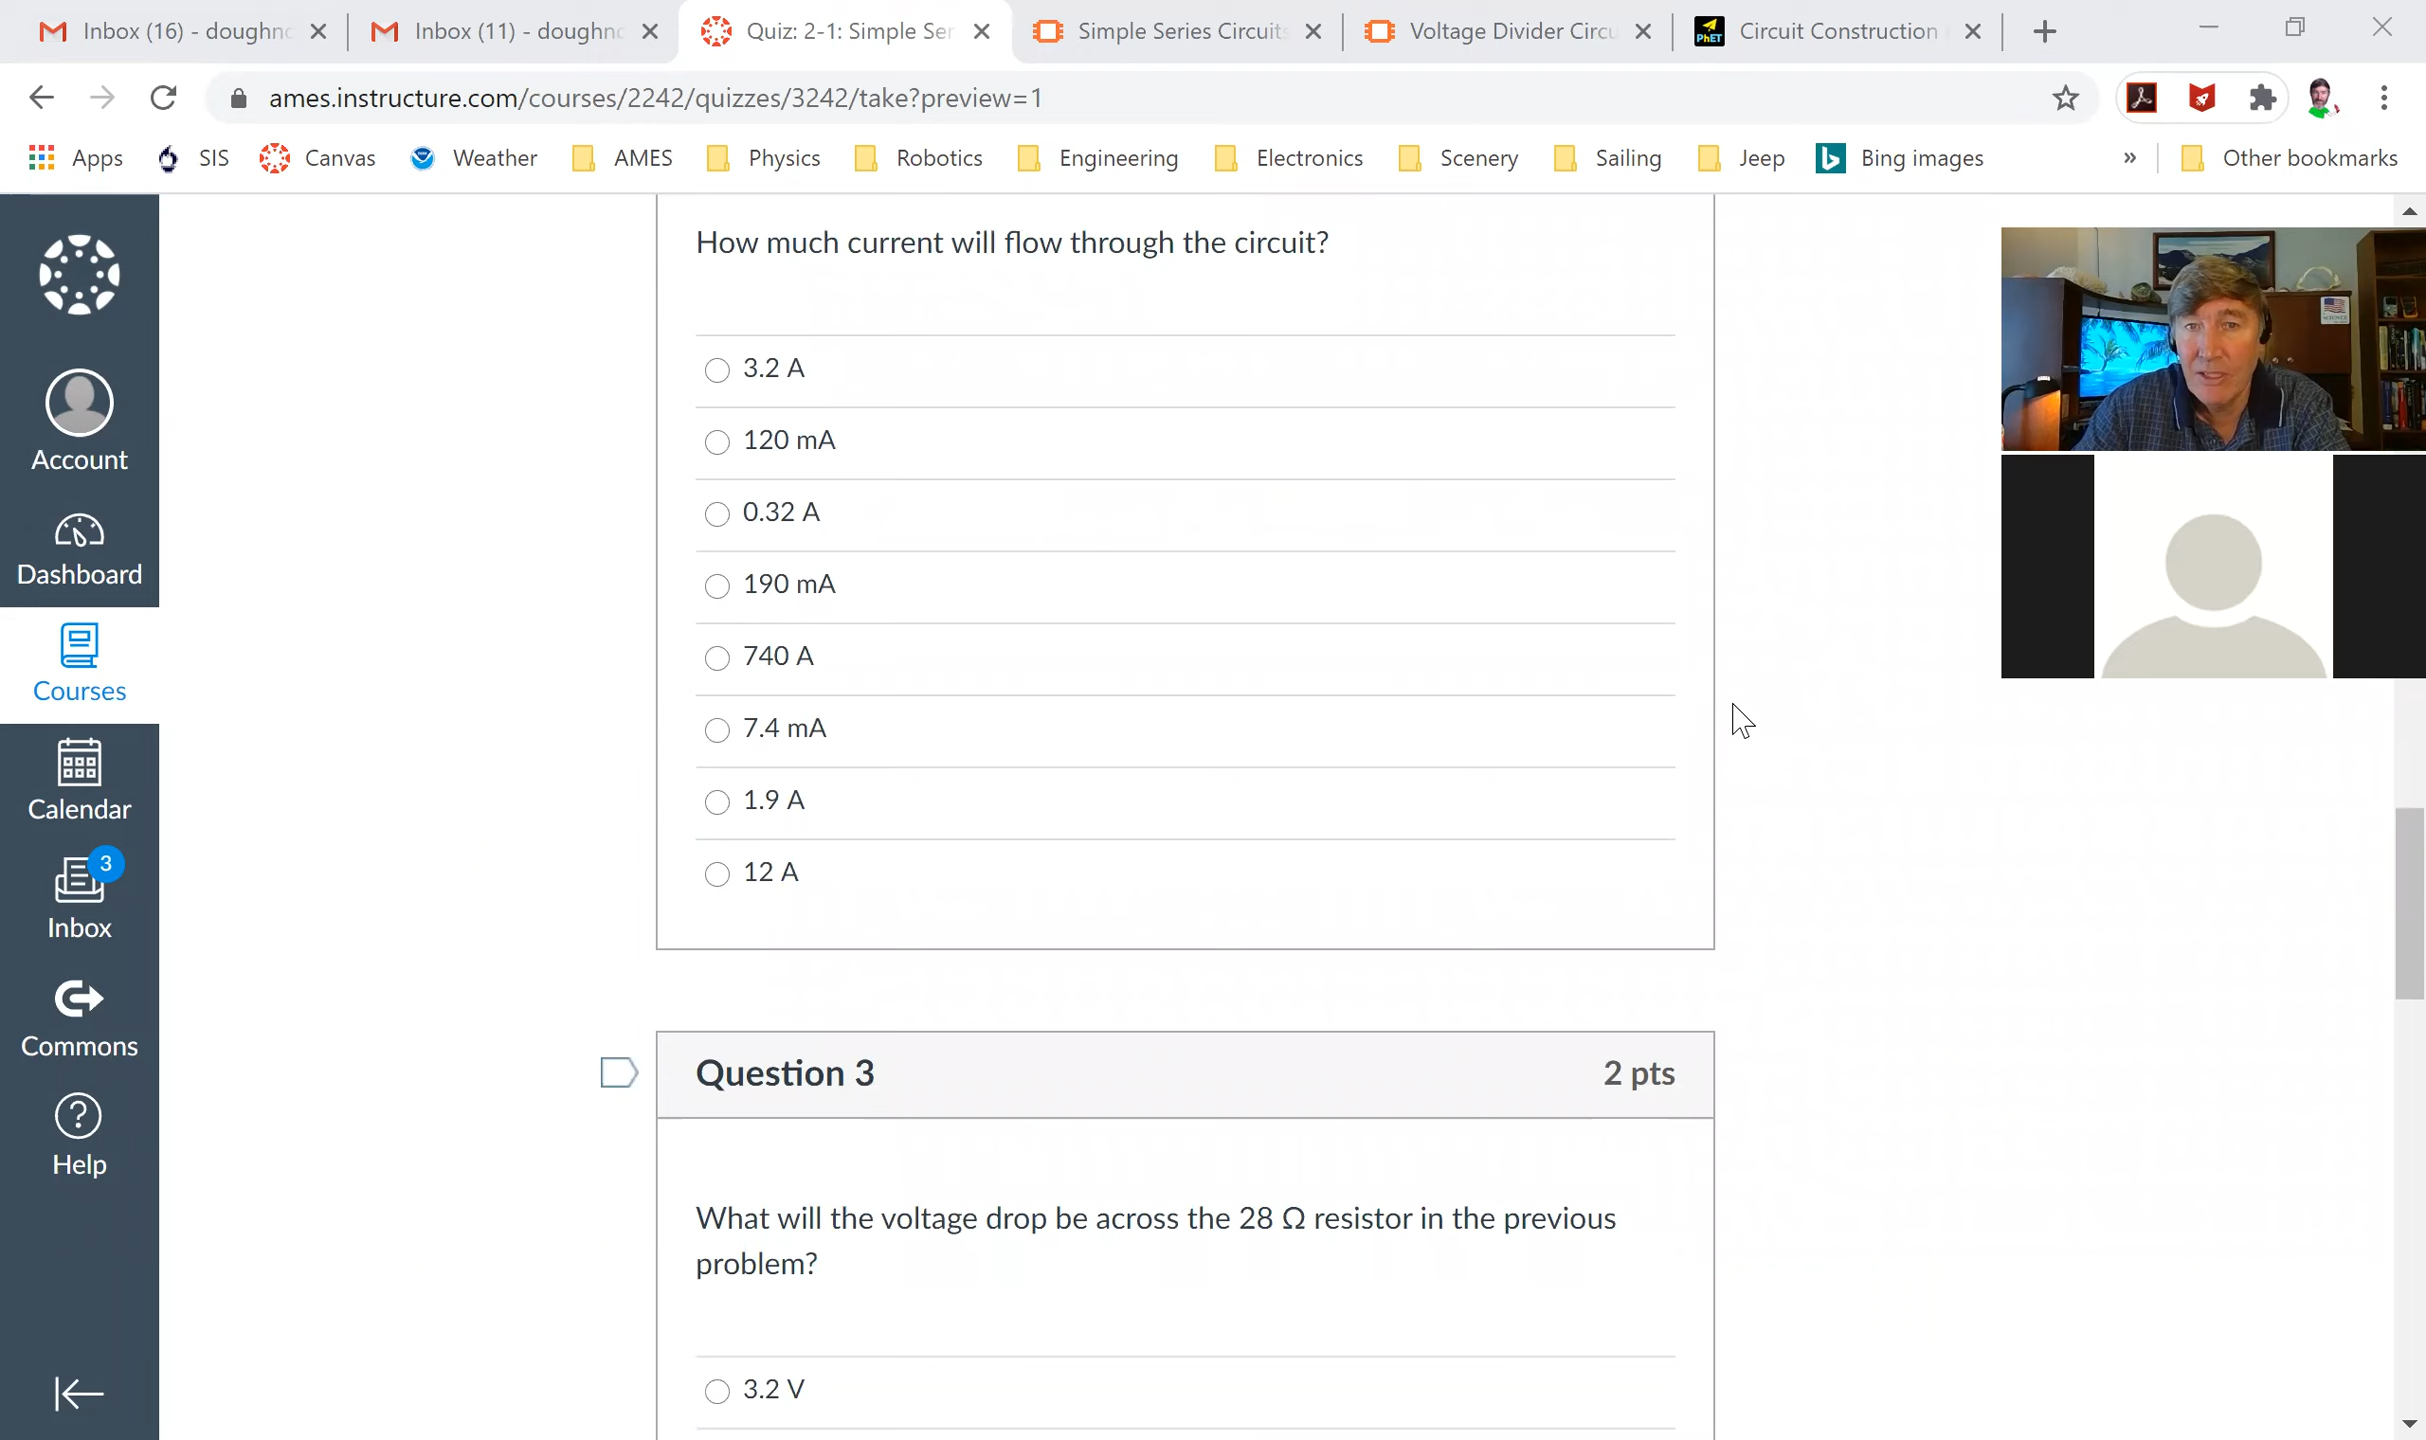 Inbox (16) - doughno
Inbox (11) - doughno
Quiz: 2-1: Simple Ser
Simple Series Circuits
Voltage Divider Circu
PhET
Circuit Construction
ames.instructure.com/courses/2242/quizzes/3242/take?preview=1
Apps
SIS
Canvas
Weather
AMES
Physics
Robotics
Engineering
Electronics
Scenery
Sailing
Jeep
Bing images
»
Other bookmarks
Account
Dashboard
Courses
Calendar
3
Inbox
Commons
Help
How much current will flow through the circuit?
3.2 A
120 mA
0.32 A
190 mA
740 A
7.4 mA
1.9 A
12 A
Question 3
2 pts
What will the voltage drop be across the 28 Ω resistor in the previous
problem?
3.2 V